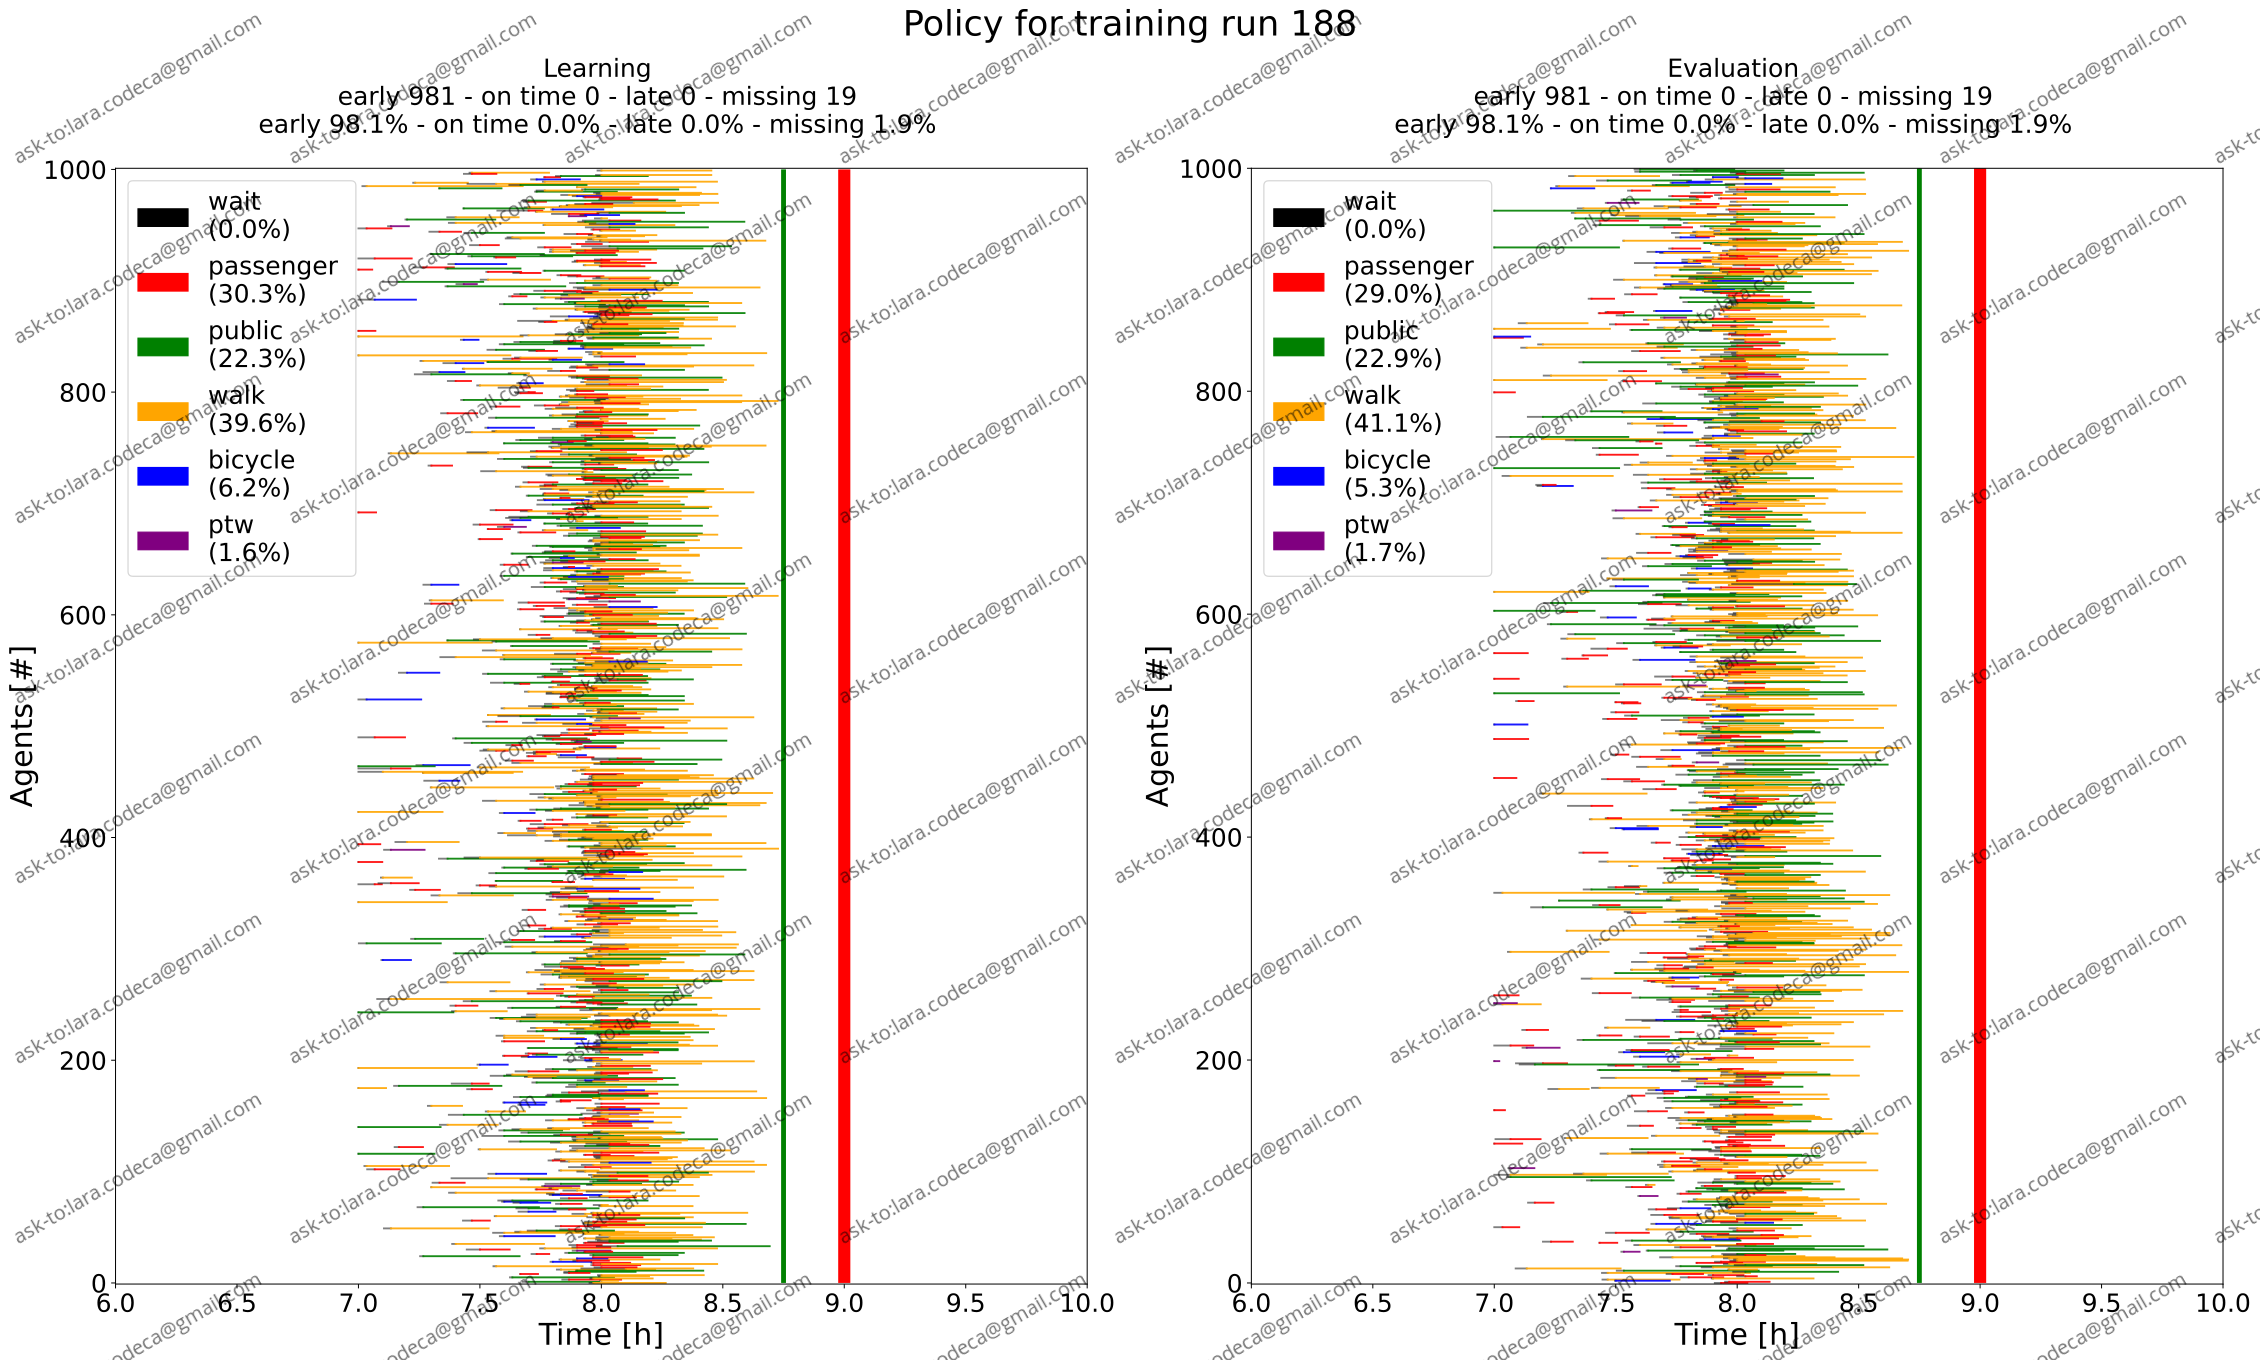 Policy for training run 188
Learning
early 981 - on time 0 - late 0 - missing 19
early 98.1% - on time 0.0% - late 0.0% - missing 1.9%
Evaluation
early 981 - on time 0 - late 0 - missing 19
early 98.1% - on time 0.0% - late 0.0% - missing 1.9%
Agents [#]
1000
800
600
400
200
0
wait
(0.0%)
passenger
(30.3%)
public
(22.3%)
walk
(39.6%)
bicycle
(6.2%)
ptw
(1.6%)
6.0 6.5 7.0 7.5 8.0 8.5 9.0 9.5 10.0
Time [h]
Agents [#]
1000
800
600
400
200
0
wait
(0.0%)
passenger
(29.0%)
public
(22.9%)
walk
(41.1%)
bicycle
(5.3%)
ptw
(1.7%)
6.0 6.5 7.0 7.5 8.0 8.5 9.0 9.5 10.0
Time [h]
ask-to:lara.codeca@gmail.com